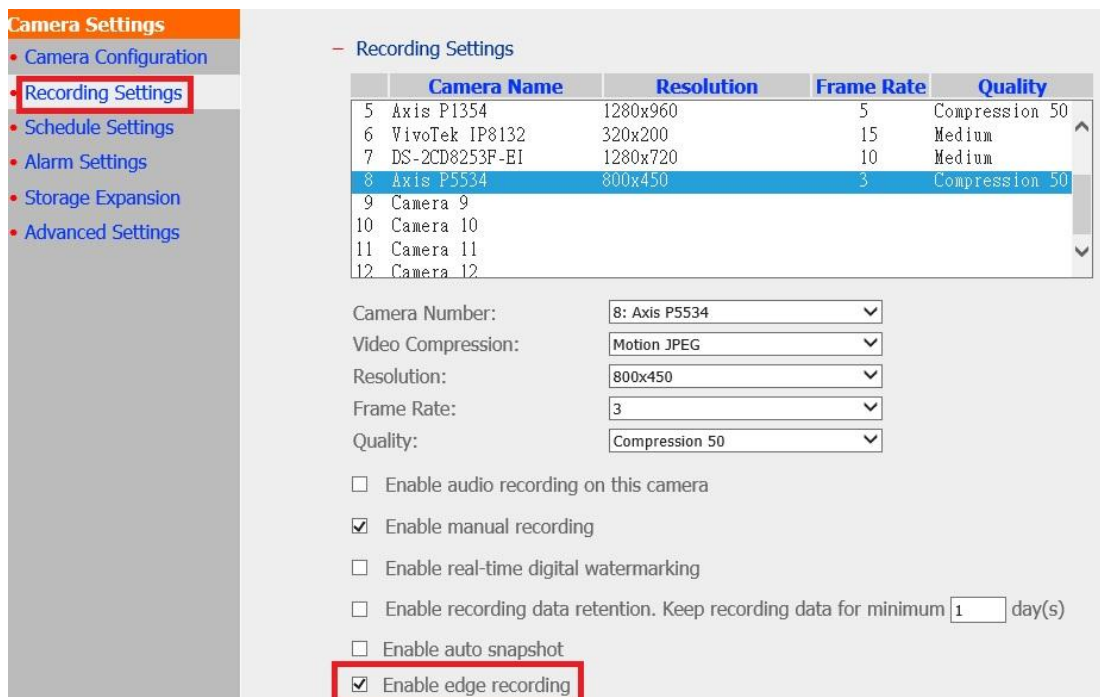 Camera Settings
• Camera Configuration
• Recording Settings
• Schedule Settings
• Alarm Settings
• Storage Expansion
• Advanced Settings
− Recording Settings
Camera Name Resolution Frame Rate Quality
5 Axis P1354 1280x960 5 Compression 50
6 VivoTek IP8132 320x200 15 Medium
7 DS-2CD8253F-EI 1280x720 10 Medium
8 Axis P5534 800x450 3 Compression 50
9 Camera 9
10 Camera 10
11 Camera 11
12 Camera 12
Camera Number: 8: Axis P5534
Video Compression: Motion JPEG
Resolution: 800x450
Frame Rate: 3
Quality: Compression 50
Enable audio recording on this camera
Enable manual recording
Enable real-time digital watermarking
Enable recording data retention. Keep recording data for minimum 1 day(s)
Enable auto snapshot
Enable edge recording